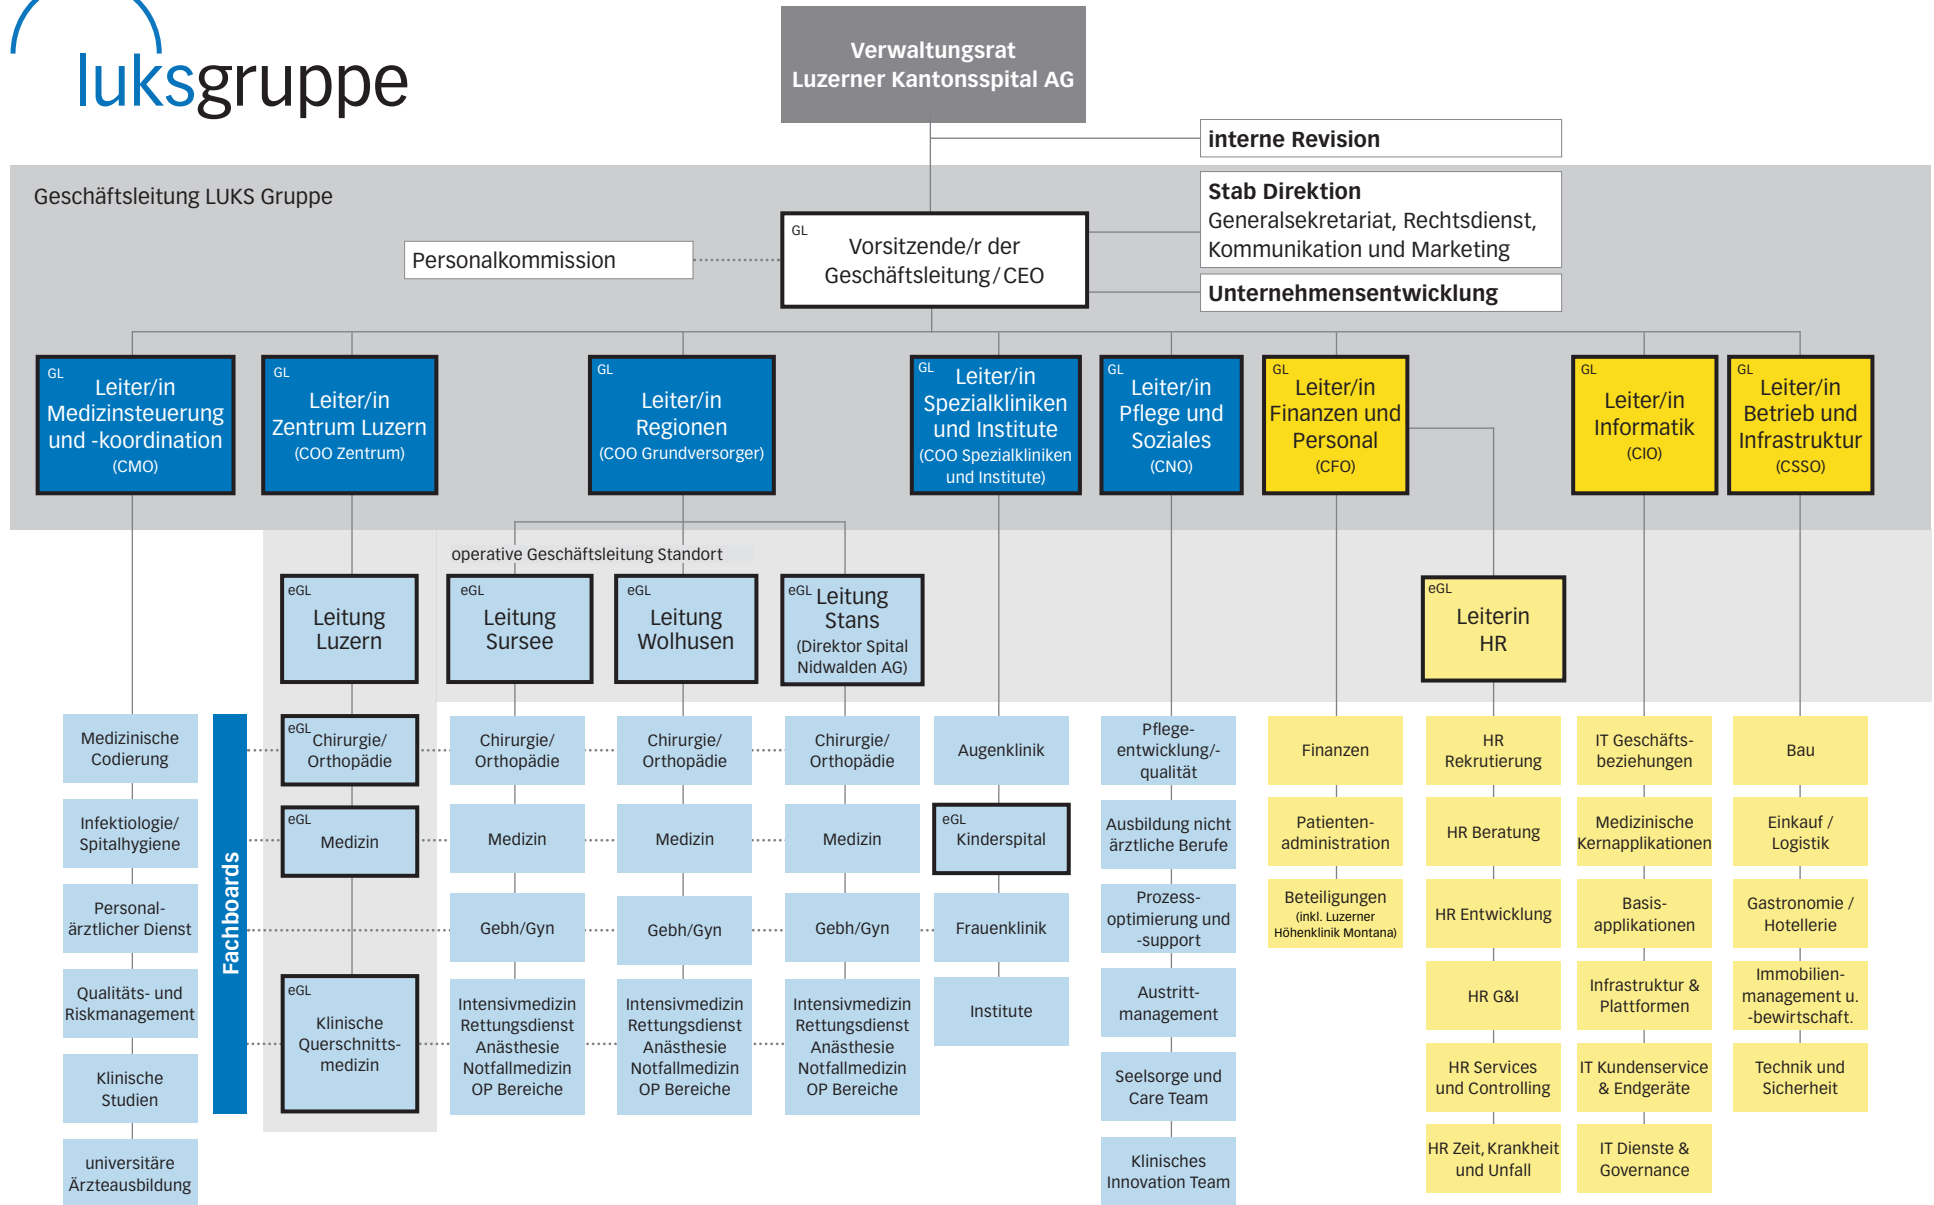 luksgruppe
Verwaltungsrat
Luzerner Kantonsspital AG
interne Revision
Geschäftsleitung LUKS Gruppe
Stab Direktion
Generalsekretariat, Rechtsdienst,
Kommunikation und Marketing
GL
Vorsitzende/r der
Geschäftsleitung/CEO
Personalkommission
Unternehmensentwicklung
GL
Leiter/in
Medizinsteuerung
und -koordination
(CMO)
GL
Leiter/in
Zentrum Luzern
(COO Zentrum)
GL
Leiter/in
Regionen
(COO Grundversorger)
GL
Leiter/in
Spezialkliniken
und Institute
(COO Spezialkliniken
und Institute)
GL
Leiter/in
Pflege und
Soziales
(CNO)
GL
Leiter/in
Finanzen und
Personal
(CFO)
GL
Leiter/in
Informatik
(CIO)
GL
Leiter/in
Betrieb und
Infrastruktur
(CSSO)
operative Geschäftsleitung Standort
eGL
Leitung
Luzern
eGL
Leitung
Sursee
eGL
Leitung
Wolhusen
eGL
Leitung
Stans
(Direktor Spital
Nidwalden AG)
eGL
Leiterin
HR
Medizinische
Codierung
Infektiologie/
Spitalhygiene
Personal-
ärztlicher Dienst
Qualitäts- und
Riskmanagement
Klinische
Studien
universitäre
Ärzteausbildung
Fachboards
eGL
Chirurgie/
Orthopädie
eGL
Medizin
eGL
Klinische
Querschnitts-
medizin
Chirurgie/
Orthopädie
Medizin
Gebh/Gyn
Intensivmedizin
Rettungsdienst
Anästhesie
Notfallmedizin
OP Bereiche
Chirurgie/
Orthopädie
Medizin
Gebh/Gyn
Intensivmedizin
Rettungsdienst
Anästhesie
Notfallmedizin
OP Bereiche
Chirurgie/
Orthopädie
Medizin
Gebh/Gyn
Intensivmedizin
Rettungsdienst
Anästhesie
Notfallmedizin
OP Bereiche
Augenklinik
eGL
Kinderspital
Frauenklinik
Institute
Pflege-
entwicklung/-
qualität
Ausbildung nicht
ärztliche Berufe
Prozess-
optimierung und
-support
Austritt-
management
Seelsorge und
Care Team
Klinisches
Innovation Team
Finanzen
Patienten-
administration
Beteiligungen
(inkl. Luzerner
Höhenklinik Montana)
HR
Rekrutierung
HR Beratung
HR Entwicklung
HR G&I
HR Services
und Controlling
HR Zeit, Krankheit
und Unfall
IT Geschäfts-
beziehungen
Medizinische
Kernapplikationen
Basis-
applikationen
Infrastruktur &
Plattformen
IT Kundenservice
& Endgeräte
IT Dienste &
Governance
Bau
Einkauf /
Logistik
Gastronomie /
Hotellerie
Immobilien-
management u.
-bewirtschaft.
Technik und
Sicherheit